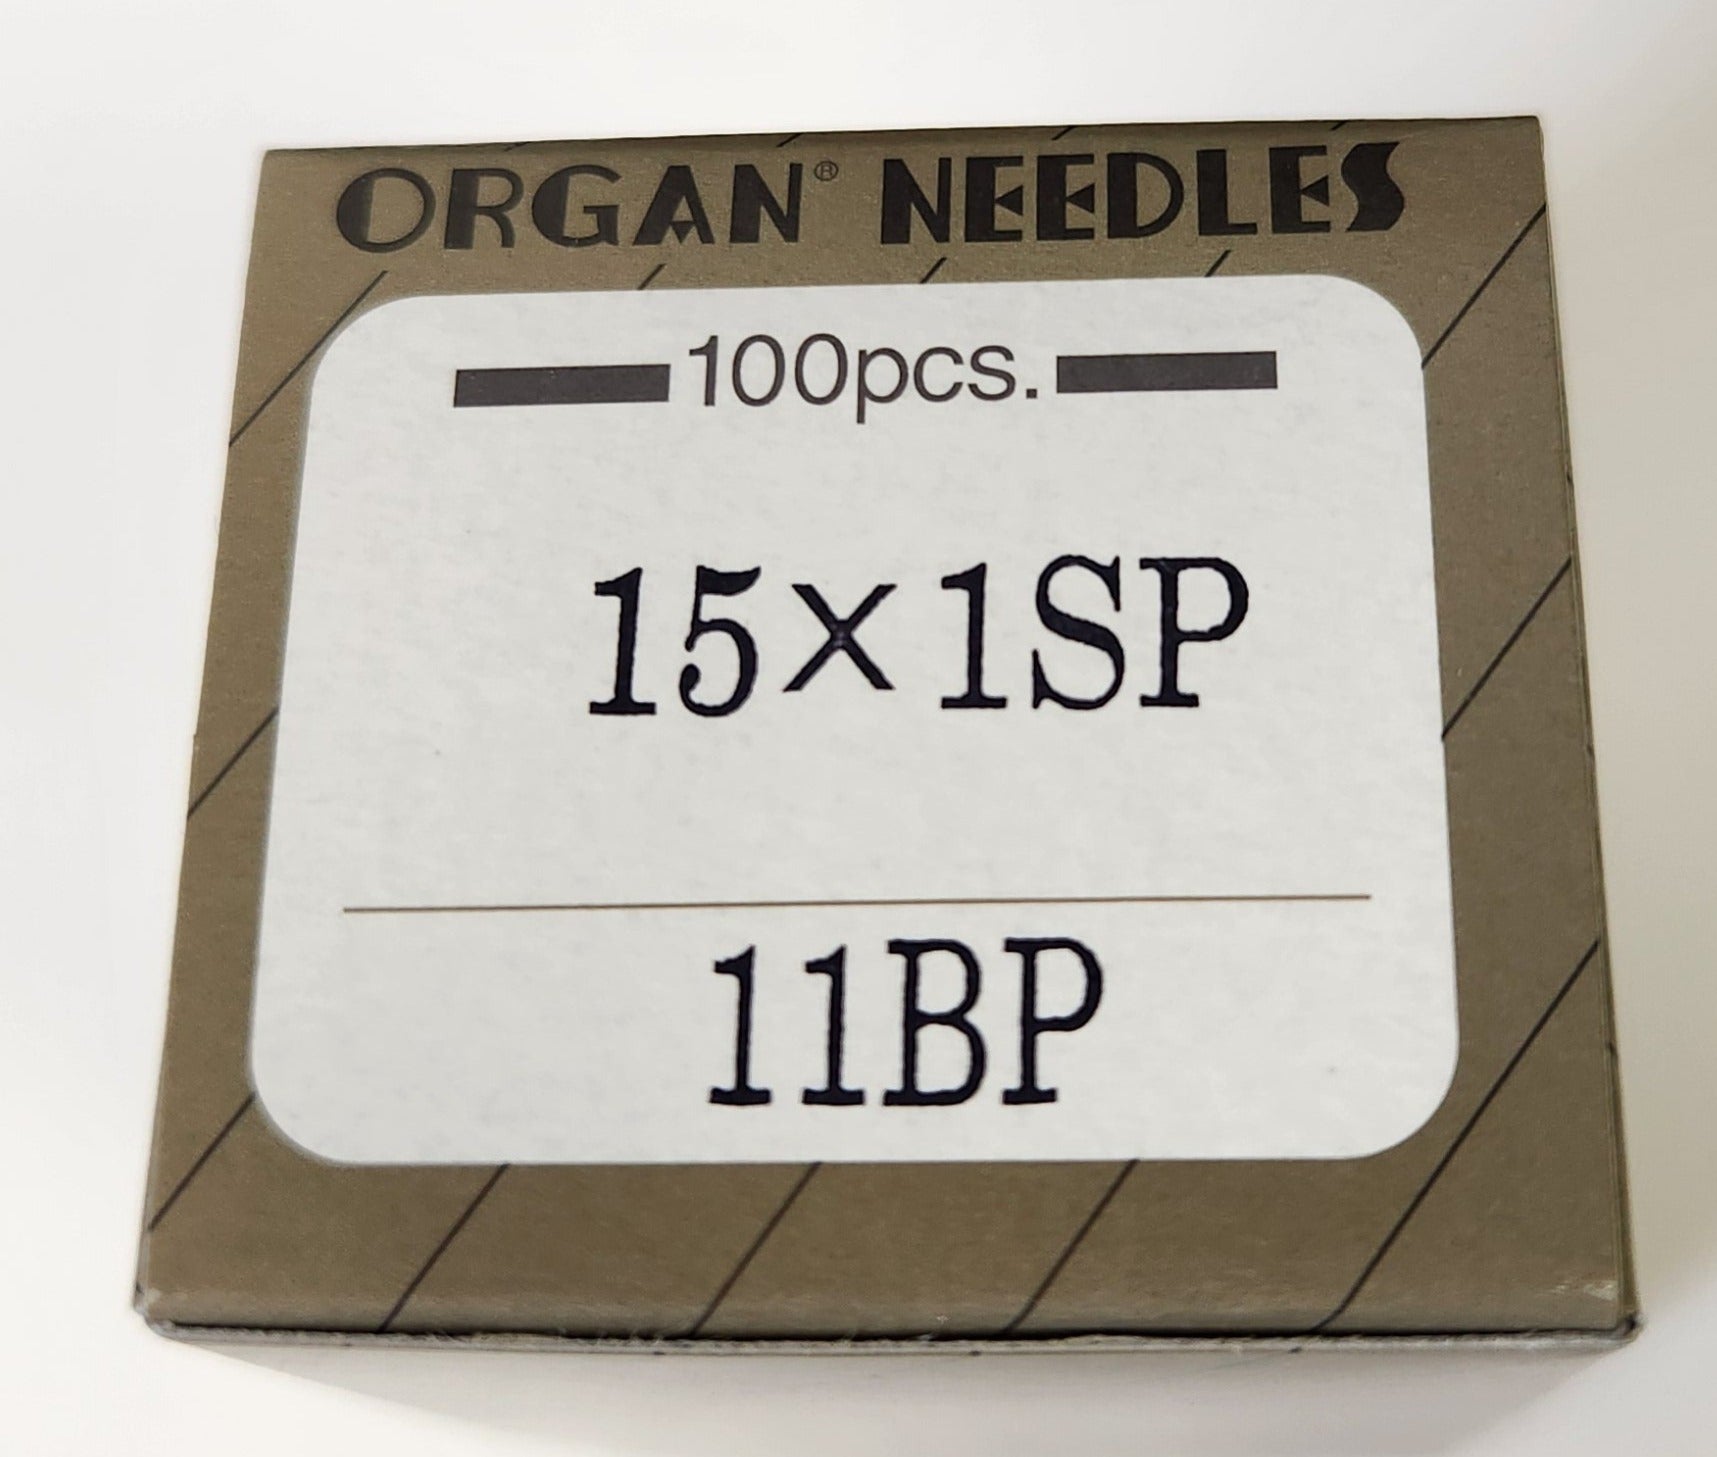 ORGAN® NEEDLES
100pcs.
15×1SP
11BP